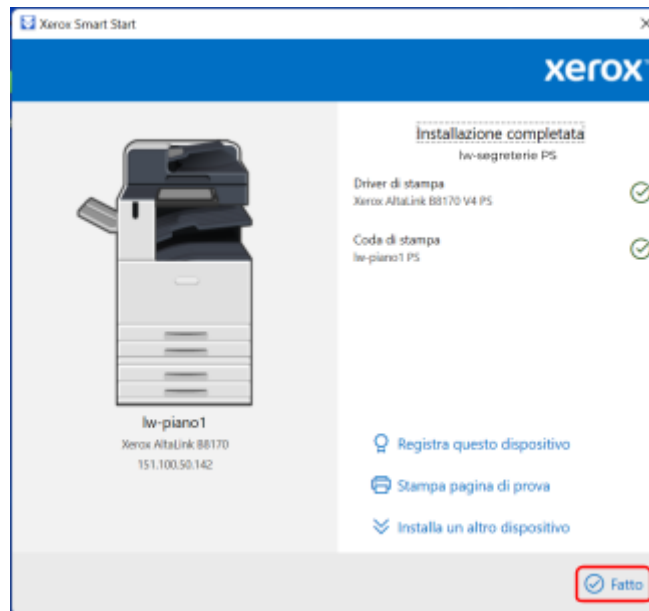 Xerox Smart Start
xerox™
Installazione completata
lw-segreterie PS
Driver di stampa
Xerox AltaLink B8170 V4 PS
Coda di stampa
lw-piano1 PS
lw-piano1
Xerox AltaLink B8170
151.100.50.142
Registra questo dispositivo
Stampa pagina di prova
Installa un altro dispositivo
Fatto